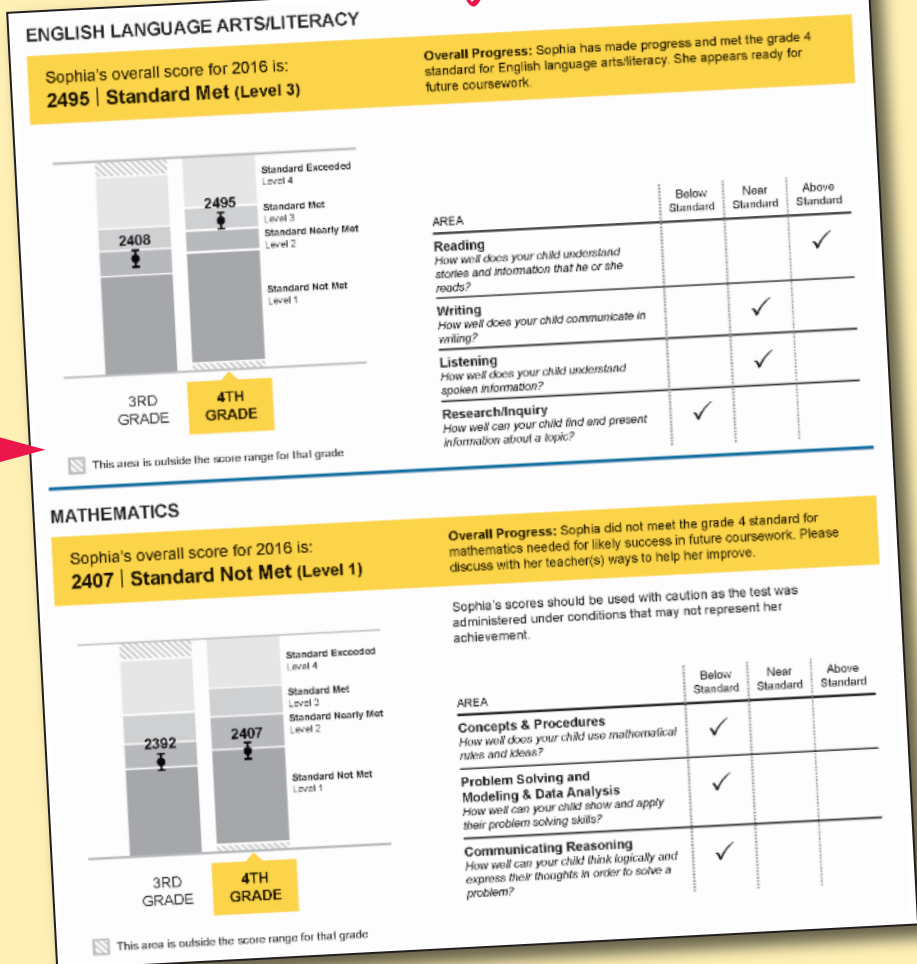 ENGLISH LANGUAGE ARTS/LITERACY
Sophia's overall score for 2016 is:
2495 | Standard Met (Level 3)
Overall Progress: Sophia has made progress and met the grade 4
standard for English language arts/literacy. She appears ready for
future coursework.
Standard Exceeded
Level 4
Standard Met
Level 3
Standard Nearly Met
Level 2
Standard Not Met
Level 1
2408
2495
3RD
GRADE
4TH
GRADE
This area is outside the score range for that grade
AREA
Below
Standard
Near
Standard
Above
Standard
Reading
How well does your child understand
stories and information that he or she
reads?
Writing
How well does your child communicate in
writing?
Listening
How well does your child understand
spoken information?
Research/Inquiry
How well can your child find and present
information about a topic?
MATHEMATICS
Sophia's overall score for 2016 is:
2407 | Standard Not Met (Level 1)
Overall Progress: Sophia did not meet the grade 4 standard for
mathematics needed for likely success in future coursework. Please
discuss with her teacher(s) ways to help her improve.
Sophia's scores should be used with caution as the test was
administered under conditions that may not represent her
achievement.
Standard Exceeded
Level 4
Standard Met
Level 3
Standard Nearly Met
Level 2
Standard Not Met
Level 1
2392
2407
3RD
GRADE
4TH
GRADE
This area is outside the score range for that grade
AREA
Below
Standard
Near
Standard
Above
Standard
Concepts & Procedures
How well does your child use mathematical
rules and ideas?
Problem Solving and
Modeling & Data Analysis
How well can your child show and apply
their problem solving skills?
Communicating Reasoning
How well can your child think logically and
express their thoughts in order to solve a
problem?